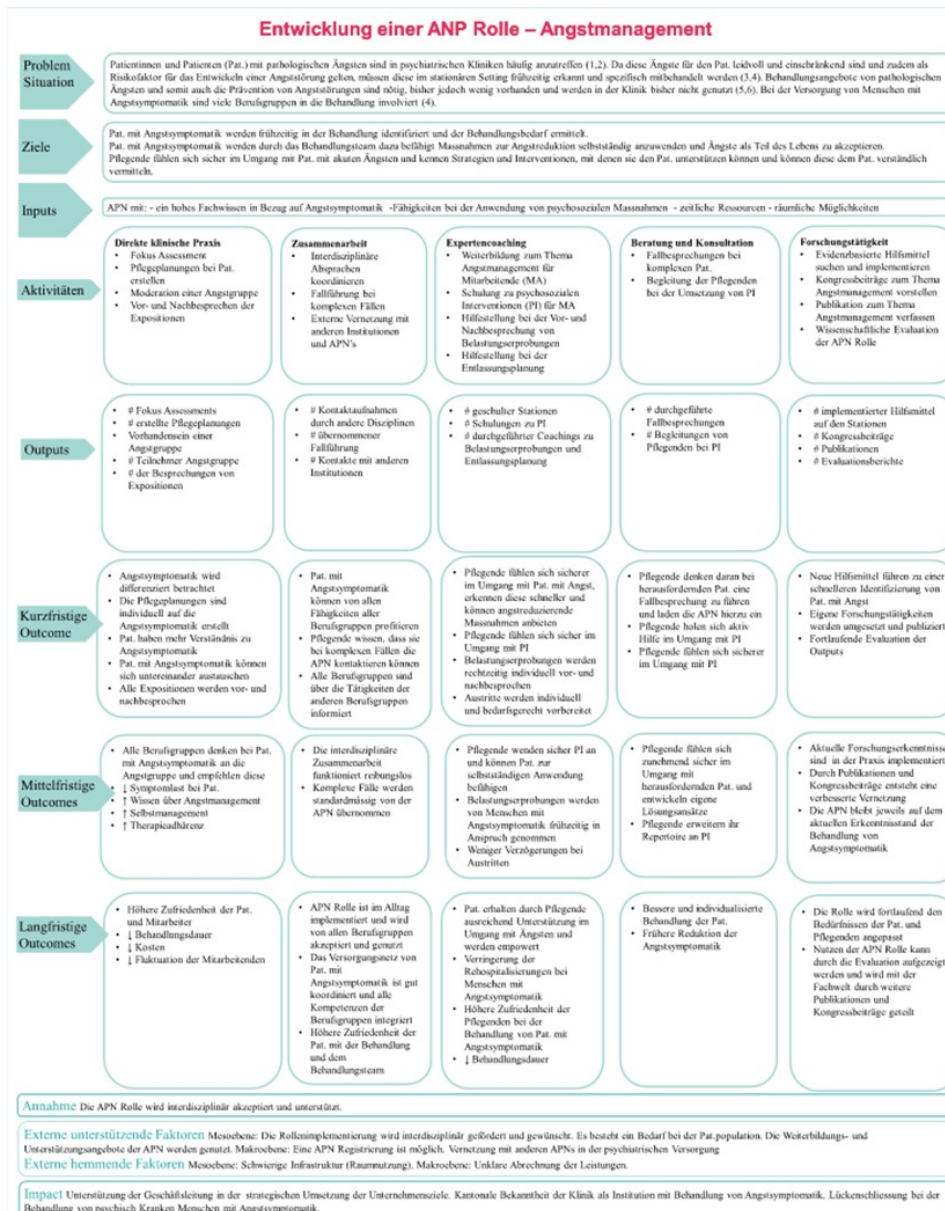 Entwicklung einer ANP Rolle – Angstmanagement
Problem
Situation
Patientinnen und Patienten (Pat.) mit pathologischen Ängsten sind in psychiatrischen Kliniken häufig anzutreffen (1,2). Da diese Ängste für den Pat. leidvoll und einschränkend sind und zudem als
Risikofaktor für das Entwickeln einer Angststörung gelten, müssen diese im stationären Setting frühzeitig erkannt und spezifisch mitbehandelt werden (3,4). Behandlungsangebote von pathologischen
Ängsten und somit auch die Prävention von Angststörungen sind nötig, bisher jedoch wenig vorhanden und werden in der Klinik bisher nicht genutzt (5,6). Bei der Versorgung von Menschen mit
Angstsymptomatik sind viele Berufsgruppen in die Behandlung involviert (4).
Ziele
Pat. mit Angstsymptomatik werden frühzeitig in der Behandlung identifiziert und der Behandlungsbedarf ermittelt.
Pat. mit Angstsymptomatik werden durch das Behandlungsteam dazu befähigt Massnahmen zur Angstreduktion selbstständig anzuwenden und Ängste als Teil des Lebens zu akzeptieren.
Pflegende fühlen sich sicher im Umgang mit Pat. mit akuten Ängsten und kennen Strategien und Interventionen, mit denen sie den Pat. unterstützen können und können diese dem Pat. verständlich
vermitteln.
Inputs
APN mit: - ein hohes Fachwissen in Bezug auf Angstsymptomatik -Fähigkeiten bei der Anwendung von psychosozialen Massnahmen - zeitliche Ressourcen - räumliche Möglichkeiten
Aktivitäten
Direkte klinische Praxis
• Fokus Assessment
• Pflegeplanungen bei Pat.
erstellen
• Moderation einer Angstgruppe
• Vor- und Nachbesprechen der
Expositionen
Zusammenarbeit
• Interdisziplinäre
Absprachen
koordinieren
• Fallführung bei
komplexen Fällen
• Externe Vernetzung mit
anderen Institutionen
und APN's
Expertencoaching
• Weiterbildung zum Thema
Angstmanagement für
Mitarbeitende (MA)
• Schulung zu psychosozialen
Interventionen (PI) für MA
• Hilfestellung bei der Vor- und
Nachbesprechung von
Belastungserprobungen
• Hilfestellung bei der
Entlassungsplanung
Beratung und Konsultation
• Fallbesprechungen bei
komplexen Pat.
• Begleitung der Pflegenden
bei der Umsetzung von PI
Forschungstätigkeit
• Evidenzbasierte Hilfsmittel
suchen und implementieren
• Kongressbeiträge zum Thema
Angstmanagement vorstellen
• Publikation zum Thema
Angstmanagement verfassen
• Wissenschaftliche Evaluation
der APN Rolle
Outputs
• # Fokus Assessments
• # erstellte Pflegeplanungen
• Vorhandensein einer
Angstgruppe
• # Teilnehmer Angstgruppe
• # der Besprechungen von
Expositionen
• # Kontaktaufnahmen
durch andere Disziplinen
• # übernommener
Fallführung
• # Kontakte mit anderen
Institutionen
• # geschulter Stationen
• # Schulungen zu PI
• # durchgeführter Coachings zu
Belastungserprobungen und
Entlassungsplanung
• # durchgeführte
Fallbesprechungen
• # Begleitungen von
Pflegenden bei PI
• # implementierter Hilfsmittel
auf den Stationen
• # Kongressbeiträge
• # Publikationen
• # Evaluationsberichte
Kurzfristige
Outcome
• Angstsymptomatik wird
differenziert betrachtet
• Die Pflegeplanungen sind
individuell auf die
Angstsymptomatik erstellt
• Pat. haben mehr Verständnis zu
Angstsymptomatik
• Pat. mit Angstsymptomatik können
sich untereinander austauschen
• Alle Expositionen werden vor- und
nachbesprochen
• Pat. mit
Angstsymptomatik
können von allen
Fähigkeiten aller
Berufsgruppen profitieren
• Pflegende wissen, dass sie
bei komplexen Fällen die
APN kontaktieren können
• Alle Berufsgruppen sind
über die Tätigkeiten der
anderen Berufsgruppen
informiert
• Pflegende fühlen sich sicherer
im Umgang mit Pat. mit Angst,
erkennen diese schneller und
können angstreduzierende
Massnahmen anbieten
• Pflegende fühlen sich sicher im
Umgang mit PI
• Belastungserprobungen werden
rechtzeitig individuell vor- und
nachbesprochen
• Austritte werden individuell
und bedarfsgerecht vorbereitet
• Pflegende denken daran bei
herausfordernden Pat. eine
Fallbesprechung zu führen
und laden die APN hierzu ein
• Pflegende holen sich aktiv
Hilfe im Umgang mit PI
• Pflegende fühlen sich sicherer
im Umgang mit PI
• Neue Hilfsmittel führen zu einer
schnelleren Identifizierung von
Pat. mit Angst
• Eigene Forschungstätigkeiten
werden umgesetzt und publiziert
• Fortlaufende Evaluation der
Outputs
Mittelfristige
Outcomes
• Alle Berufsgruppen denken bei Pat.
mit Angstsymptomatik an die
Angstgruppe und empfehlen diese
• ↓ Symptomlast bei Pat.
• ↑ Wissen über Angstmanagement
• ↑ Selbstmanagement
• ↑ Therapieadhärenz
• Die interdisziplinäre
Zusammenarbeit
funktioniert reibungslos
• Komplexe Fälle werden
standardmässig von der
APN übernommen
• Pflegende wenden sicher PI an
und können Pat. zur
selbstständigen Anwendung
befähigen
• Belastungserprobungen werden
von Menschen mit
Angstsymptomatik frühzeitig in
Anspruch genommen
• Weniger Verzögerungen bei
Austritten
• Pflegende fühlen sich
zunehmend sicher im
Umgang mit
herausfordernden Pat. und
entwickeln eigene
Lösungsansätze
• Pflegende erweitern ihr
Repertoire an PI
• Aktuelle Forschungserkenntnisse
sind in der Praxis implementiert
• Durch Publikationen und
Kongressbeiträge entsteht eine
verbesserte Vernetzung
• Die APN bleibt jeweils auf dem
aktuellen Erkenntnisstand der
Behandlung von
Angstsymptomatik
Langfristige
Outcomes
• Höhere Zufriedenheit der Pat.
und Mitarbeiter
• ↓ Behandlungsdauer
• ↓ Kosten
• ↓ Fluktuation der Mitarbeitenden
• APN Rolle ist im Alltag
implementiert und wird
von allen Berufsgruppen
akzeptiert und genutzt
• Das Versorgungsnetz von
Pat. mit
Angstsymptomatik ist gut
koordiniert und alle
Kompetenzen der
Berufsgruppen integriert
• Höhere Zufriedenheit der
Pat. mit der Behandlung
und dem
Behandlungsteam
• Pat. erhalten durch Pflegende
ausreichend Unterstützung im
Umgang mit Ängsten und
werden empowert
• Verringerung der
Rehospitalisierungen bei
Menschen mit
Angstsymptomatik
• Höhere Zufriedenheit der
Pflegenden bei der
Behandlung von Pat. mit
Angstsymptomatik
• ↓ Behandlungsdauer
• Bessere und individualisierte
Behandlung der Pat.
• Frühere Reduktion der
Angstsymptomatik
• Die Rolle wird fortlaufend den
Bedürfnissen der Pat. und
Pflegenden angepasst
• Nutzen der APN Rolle kann
durch die Evaluation aufgezeigt
werden und wird mit der
Fachwelt durch weitere
Publikationen und
Kongressbeiträge geteilt
Annahme Die APN Rolle wird interdisziplinär akzeptiert und unterstützt.
Externe unterstützende Faktoren Mesoebene: Die Rollenimplementierung wird interdisziplinär gefördert und gewünscht. Es besteht ein Bedarf bei der Pat.population. Die Weiterbildungs- und
Unterstützungsangebote der APN werden genutzt. Makroebene: Eine APN Registrierung ist möglich. Vernetzung mit anderen APNs in der psychiatrischen Versorgung
Externe hemmende Faktoren Mesoebene: Schwierige Infrastruktur (Raumnutzung). Makroebene: Unklare Abrechnung der Leistungen.
Impact Unterstützung der Geschäftsleitung in der strategischen Umsetzung der Unternehmensziele. Kantonale Bekanntheit der Klinik als Institution mit Behandlung von Angstsymptomatik. Lückenschliessung bei der
Behandlung von psychisch Kranken Menschen mit Angstsymptomatik.